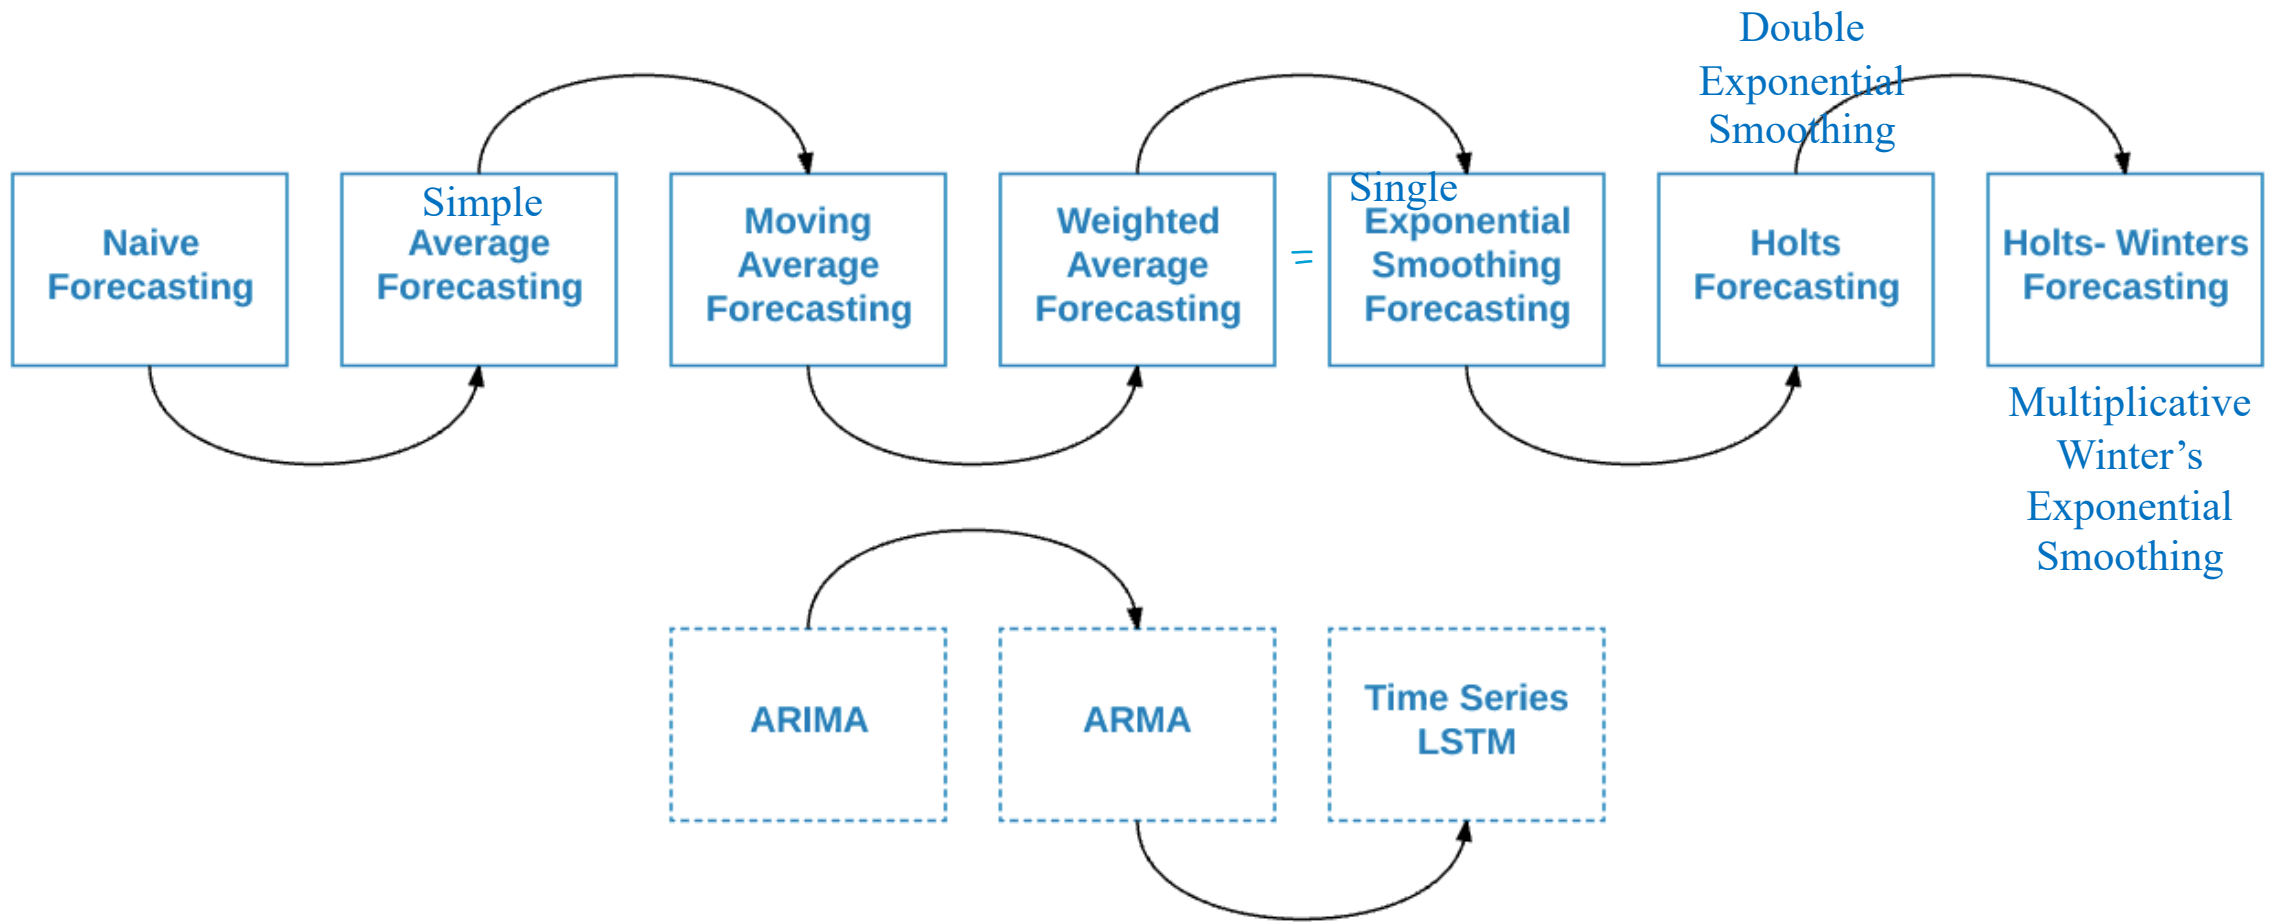 Naive
Forecasting
Simple
Average
Forecasting
Moving
Average
Forecasting
Weighted
Average
Forecasting
=
Single
Exponential
Smoothing
Forecasting
Double
Exponential
Smoothing
Holts
Forecasting
Holts- Winters
Forecasting
Multiplicative
Winter’s
Exponential
Smoothing
ARIMA
ARMA
Time Series
LSTM